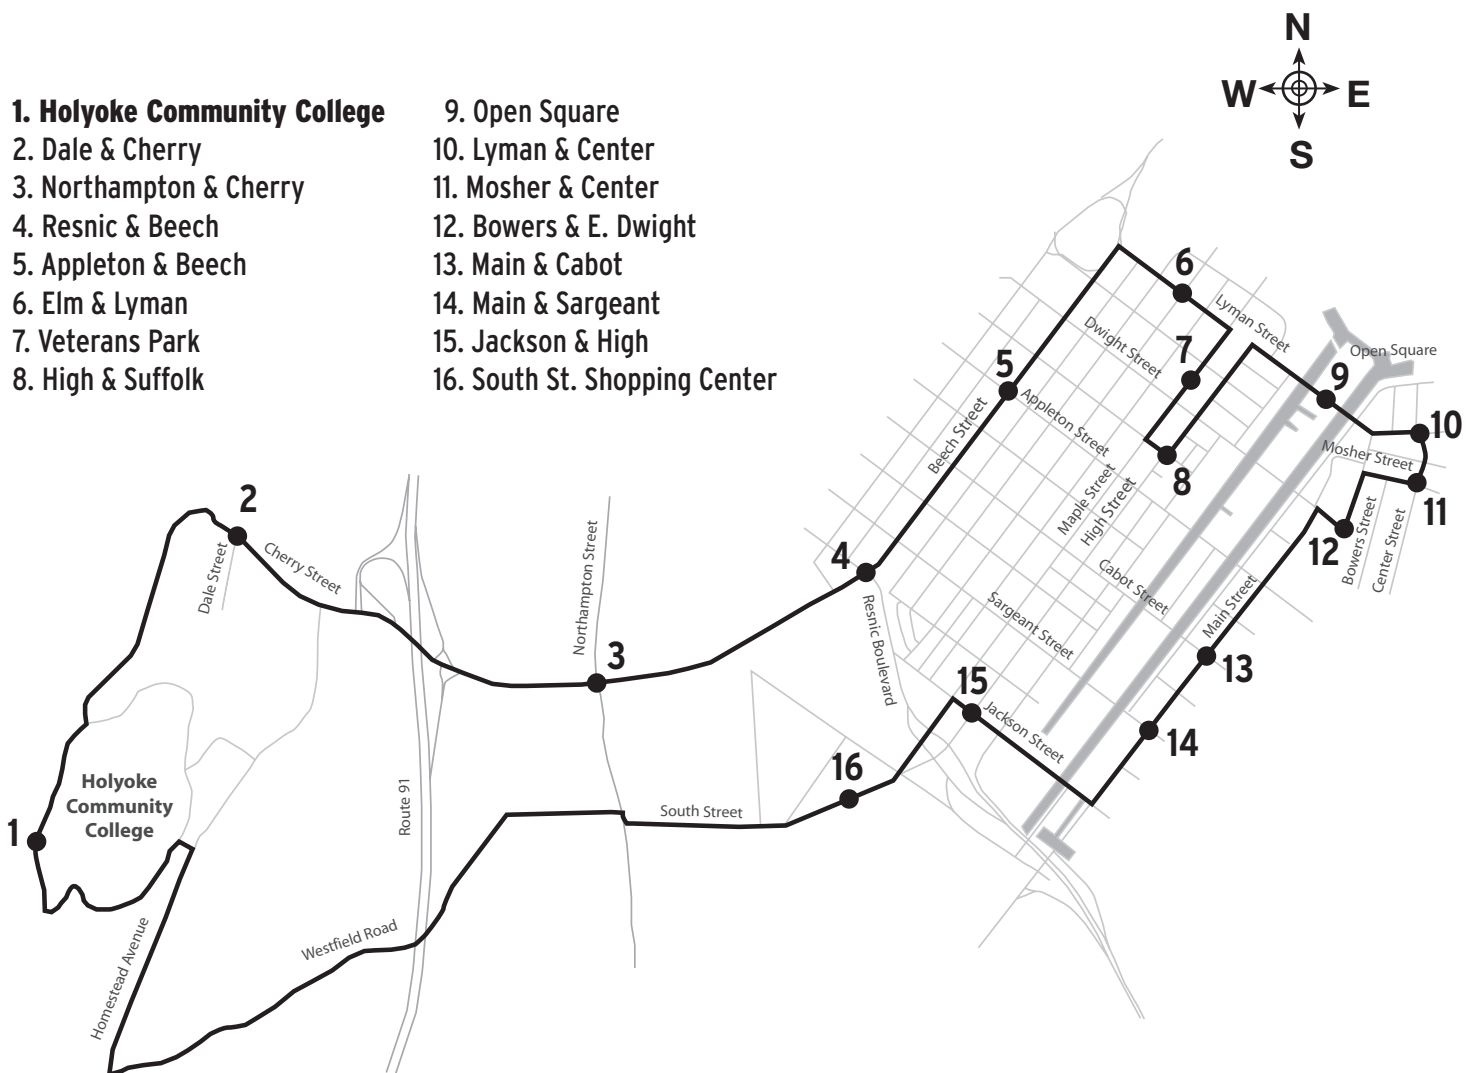 N
W E
S
1. Holyoke Community College
2. Dale & Cherry
3. Northampton & Cherry
4. Resnic & Beech
5. Appleton & Beech
6. Elm & Lyman
7. Veterans Park
8. High & Suffolk
9. Open Square
10. Lyman & Center
11. Mosher & Center
12. Bowers & E. Dwight
13. Main & Cabot
14. Main & Sargeant
15. Jackson & High
16. South St. Shopping Center
6
Lyman Street
Dwight Street
7
Open Square
5
9
Appleton Street
Beech Street
10
Mosher Street
8
Maple Street
High Street
11
2
Bowers Street
Center Street
12
4
Cherry Street
Dale Street
Northampton Street
Cabot Street
Main Street
Sargeant Street
Resnic Boulevard
3
13
15
Jackson Street
14
16
Holyoke
Community
College
1
Route 91
South Street
Westfield Road
Homestead Avenue